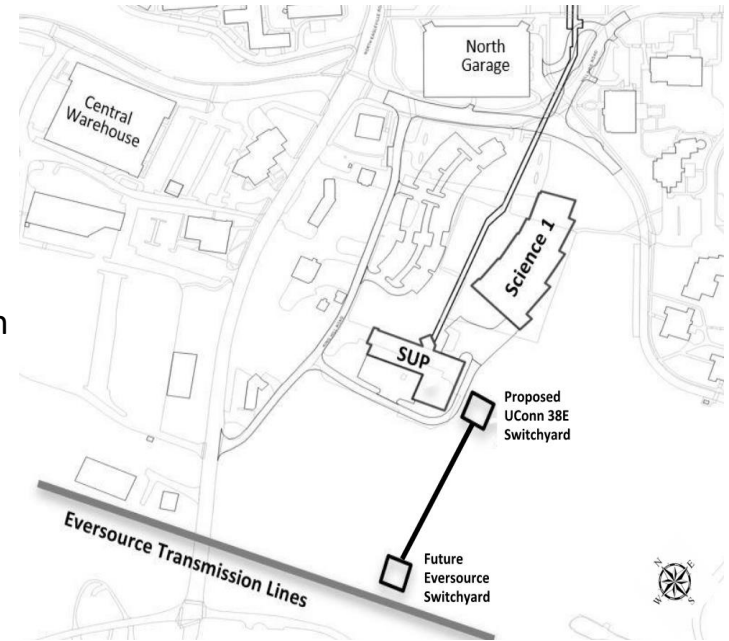 North
Garage
Central
Warehouse
Science 1
SUP
Proposed
UConn 38E
Switchyard
Eversource Transmission Lines
Future
Eversource
Switchyard
N
E
S
W
n